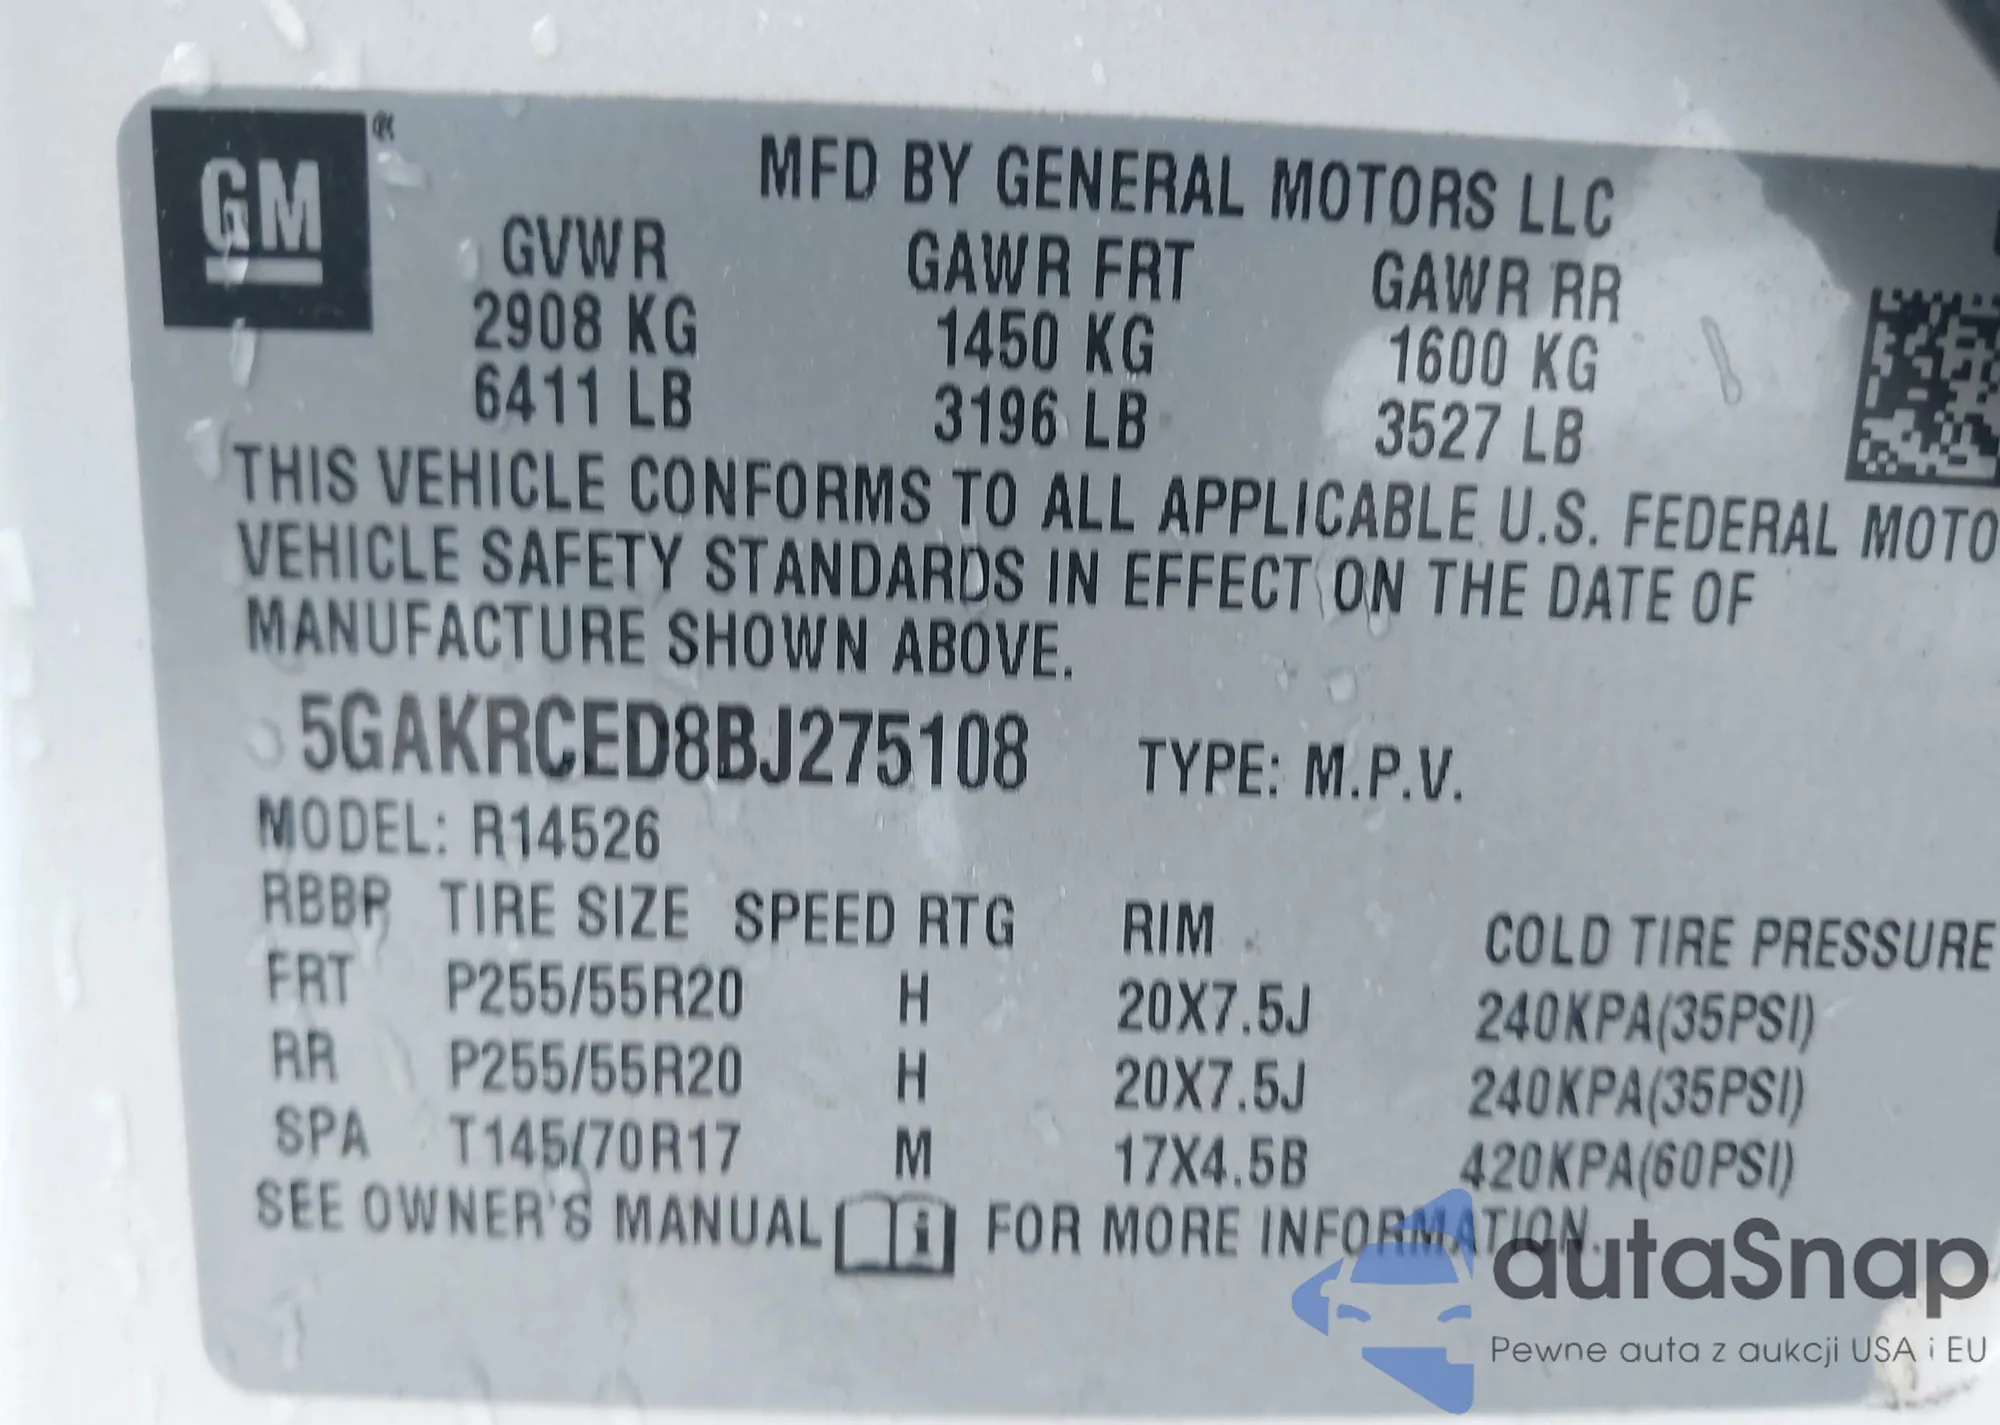 GM®
MFD BY GENERAL MOTORS LLC
GVWR GAWR FRT GAWR RR
2908 KG 1450 KG 1600 KG
6411 LB 3196 LB 3527 LB
THIS VEHICLE CONFORMS TO ALL APPLICABLE U.S. FEDERAL MOTO
VEHICLE SAFETY STANDARDS IN EFFECT ON THE DATE OF
MANUFACTURE SHOWN ABOVE.
5GAKRCED8BJ275108 TYPE: M.P.V.
MODEL: R14526
RBBP TIRE SIZE SPEED RTG RIM COLD TIRE PRESSURE
FRT P255/55R20 H 20X7.5J 240KPA(35PSI)
RR P255/55R20 H 20X7.5J 240KPA(35PSI)
SPA T145/70R17 M 17X4.5B 420KPA(60PSI)
SEE OWNER'S MANUAL i FOR MORE INFORMATION.
autaSnap
Pewne auta z aukcji USA i EU